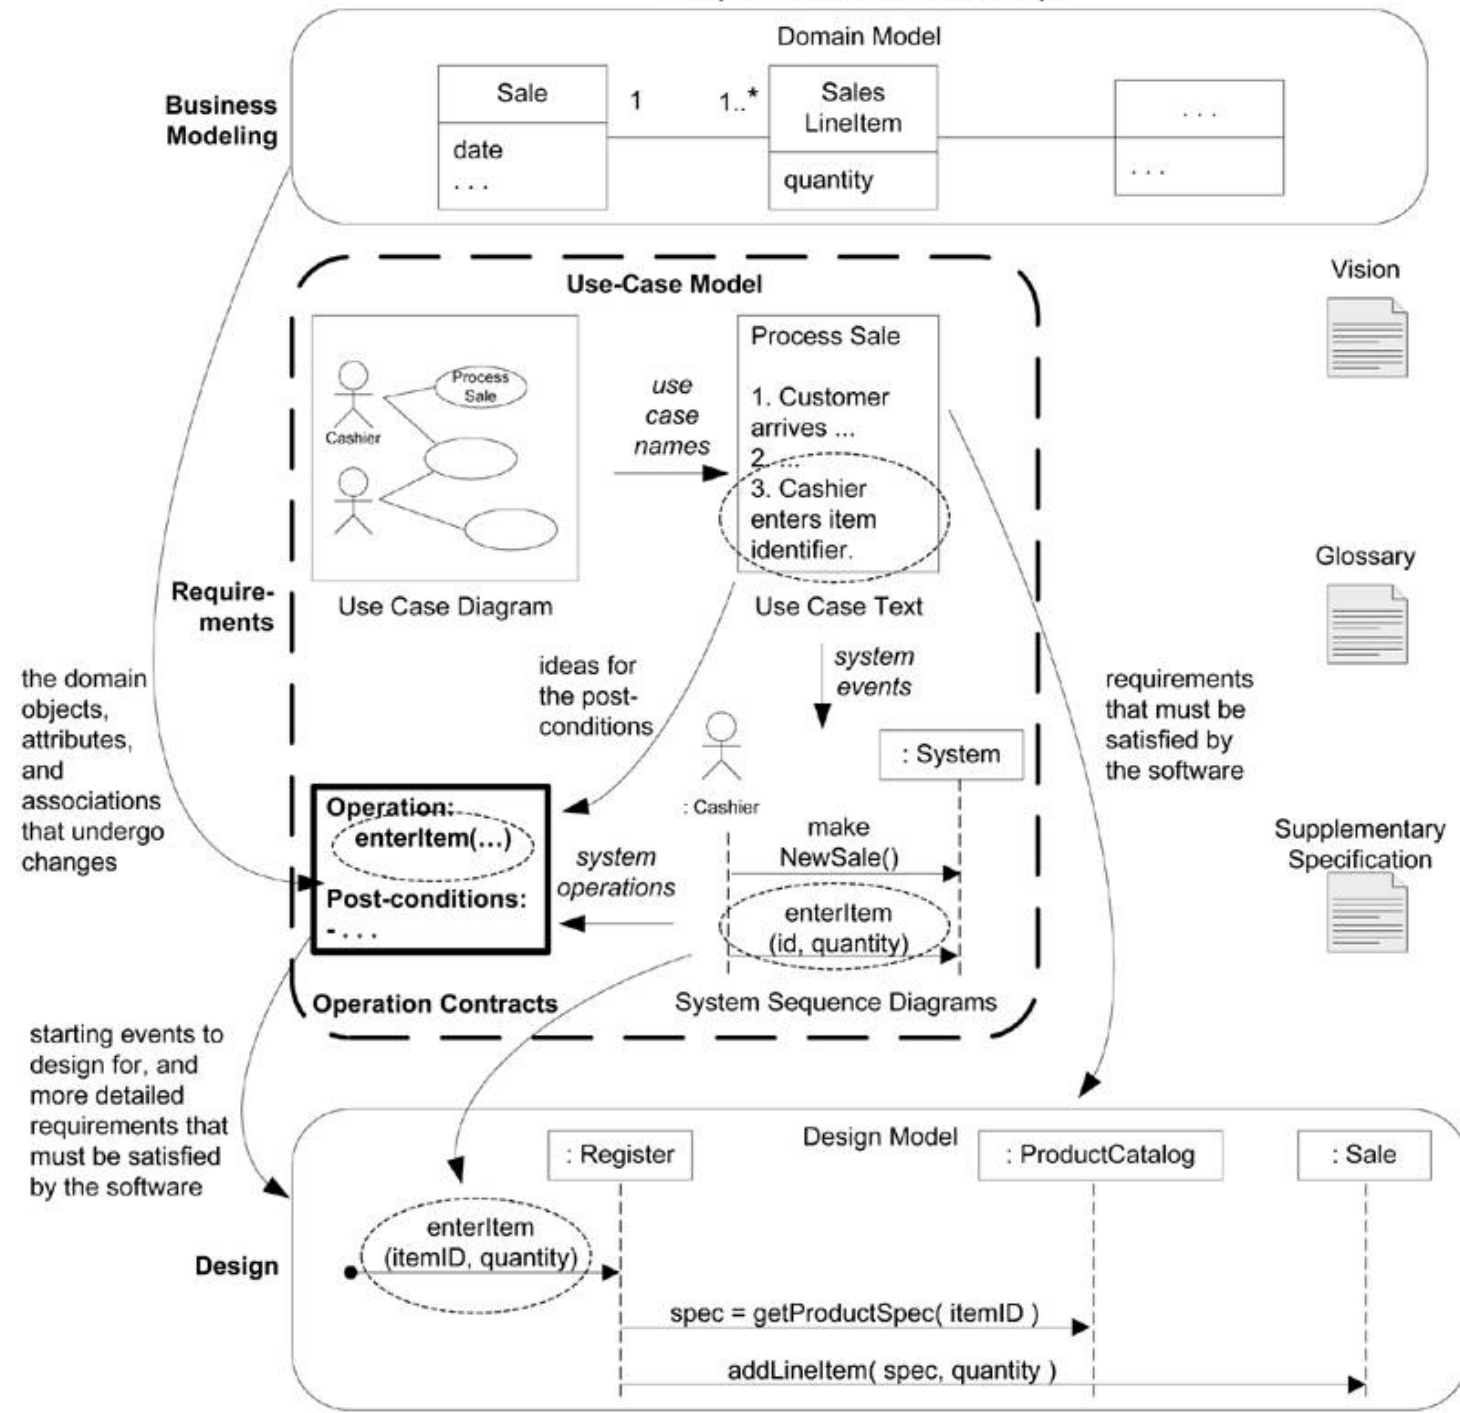 Domain Model
Business
Modeling
Sale
date
. . .
1
1..*
Sales
LineItem
quantity
. . .
. . .
Use-Case Model
Process
Sale
Cashier
Use Case Diagram
use
case
names
Process Sale
1. Customer
arrives ...
2. ...
3. Cashier
enters item
identifier.
Use Case Text
Vision
Glossary
Supplementary
Specification
Require-
ments
the domain
objects,
attributes,
and
associations
that undergo
changes
ideas for
the post-
conditions
system
events
requirements
that must be
satisfied by
the software
Operation:
enterItem(...)
Post-conditions:
- . . .
Operation Contracts
system
operations
: Cashier
: System
make
NewSale()
enterItem
(id, quantity)
System Sequence Diagrams
starting events to
design for, and
more detailed
requirements that
must be satisfied
by the software
Design
Design Model
: Register
: ProductCatalog
: Sale
enterItem
(itemID, quantity)
spec = getProductSpec( itemID )
addLineItem( spec, quantity )